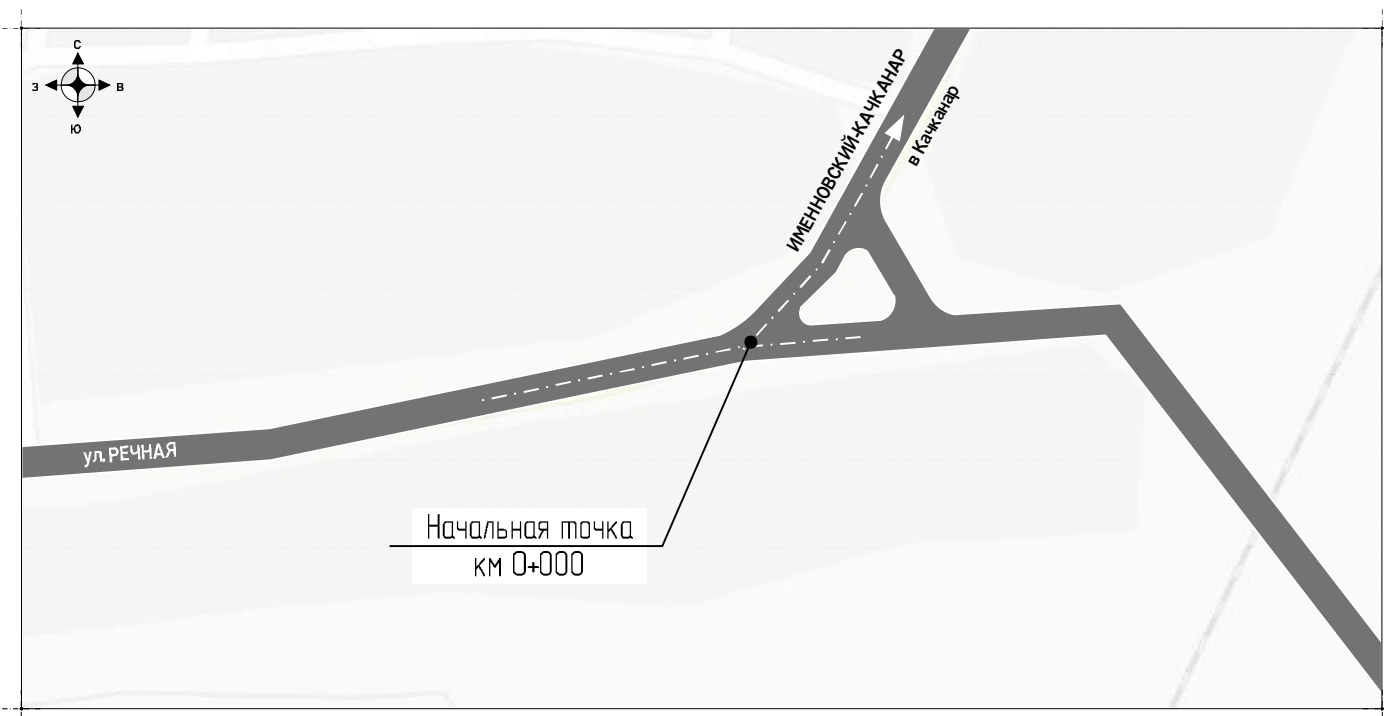 С
З
В
Ю
ИМЕННОВСКИЙ-КАЧКАНАР
в Качканар
ул. РЕЧНАЯ
Начальная точка
км 0+000